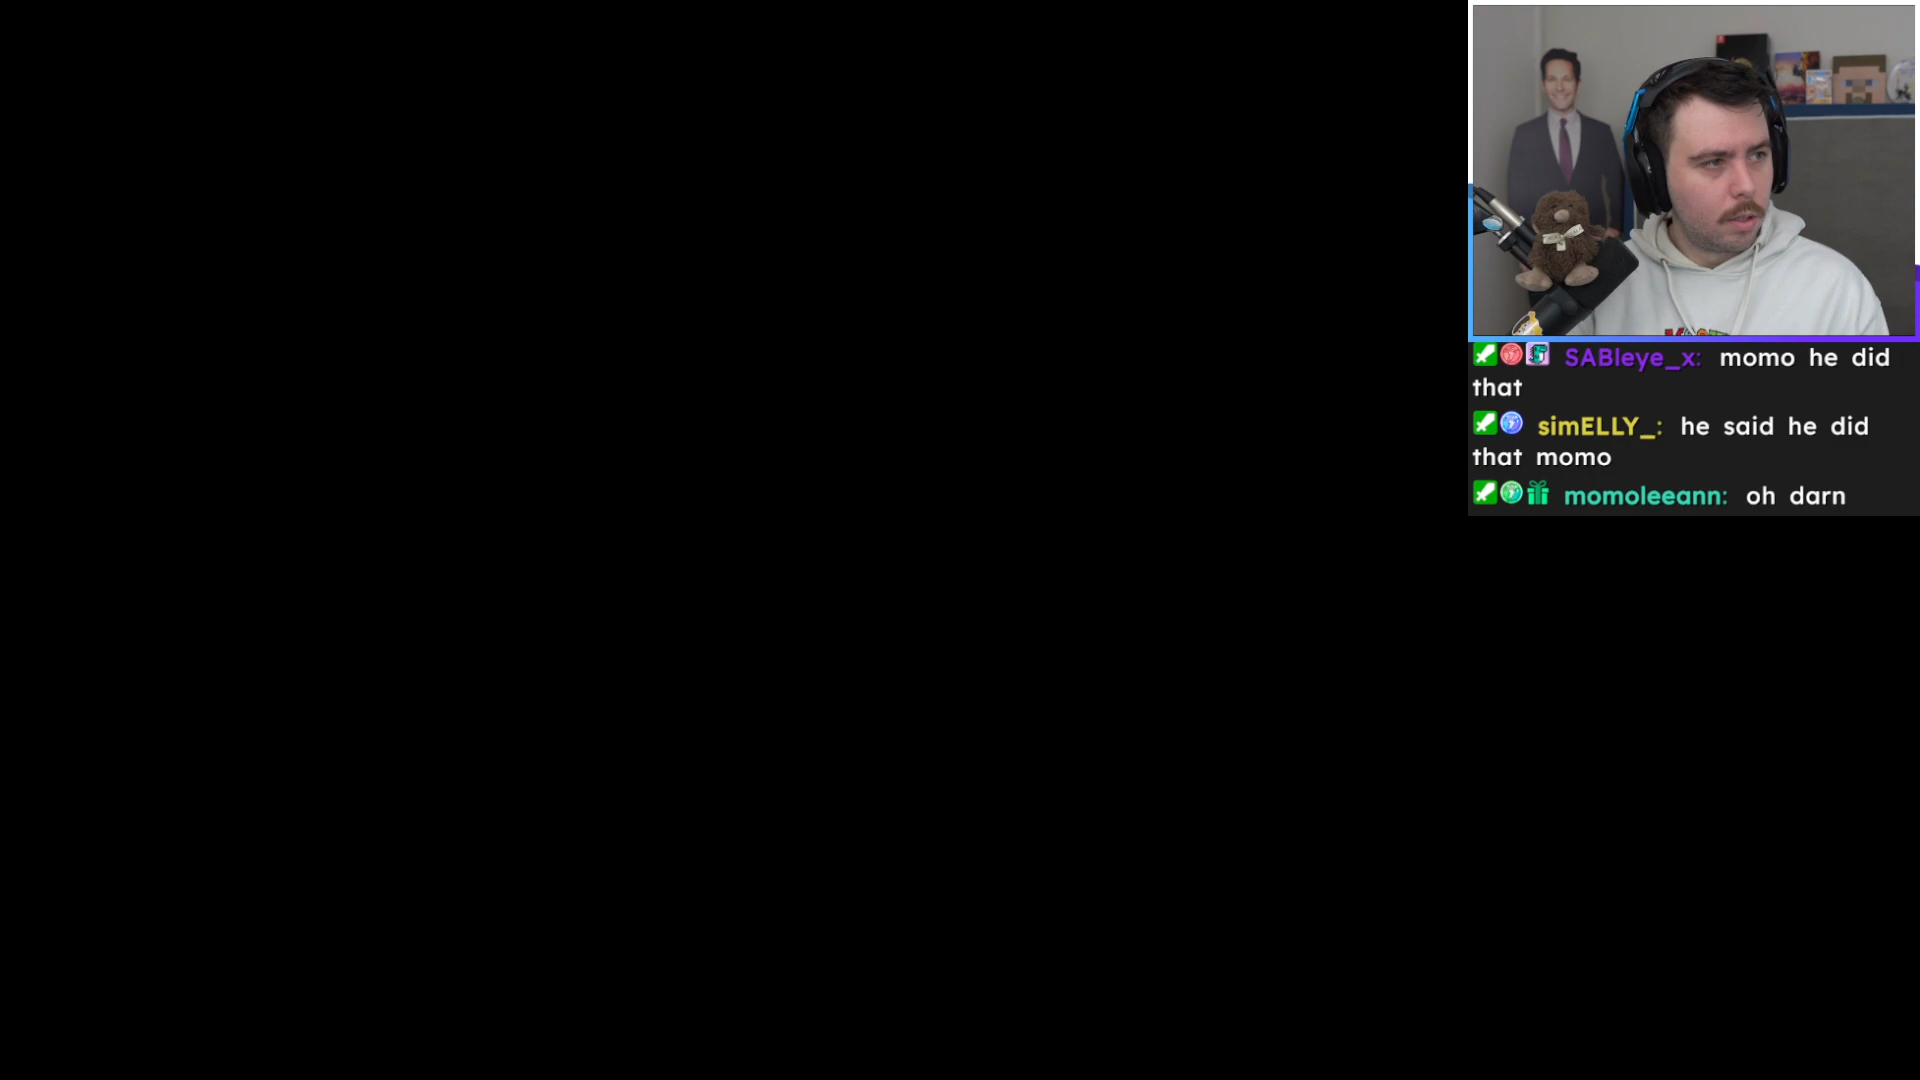 SABleye_x: momo he did
that
simELLY_: he said he did
that momo
momoleeann: oh darn